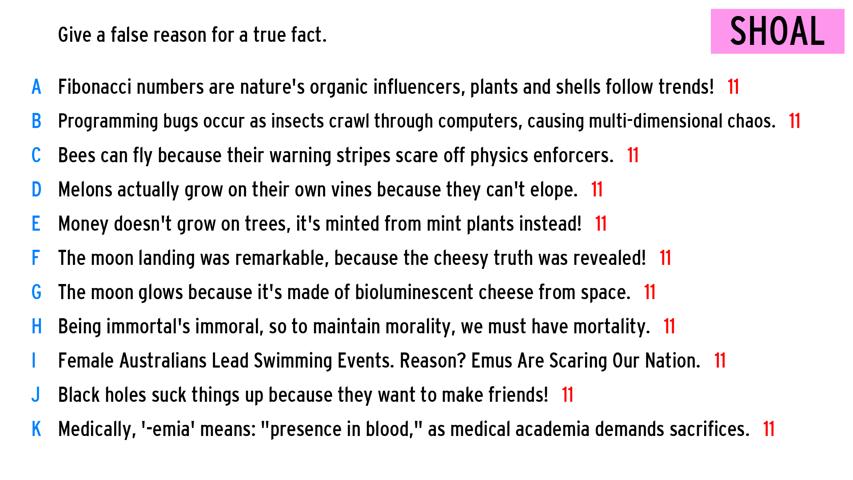 Give a false reason for a true fact.
SHOAL
A Fibonacci numbers are nature's organic influencers, plants and shells follow trends! 11
B Programming bugs occur as insects crawl through computers, causing multi-dimensional chaos. 11
C Bees can fly because their warning stripes scare off physics enforcers. 11
D Melons actually grow on their own vines because they can't elope. 11
E Money doesn't grow on trees, it's minted from mint plants instead! 11
F The moon landing was remarkable, because the cheesy truth was revealed! 11
G The moon glows because it's made of bioluminescent cheese from space. 11
H Being immortal's immoral, so to maintain morality, we must have mortality. 11
I Female Australians Lead Swimming Events. Reason? Emus Are Scaring Our Nation. 11
J Black holes suck things up because they want to make friends! 11
K Medically, '-emia' means: "presence in blood," as medical academia demands sacrifices. 11